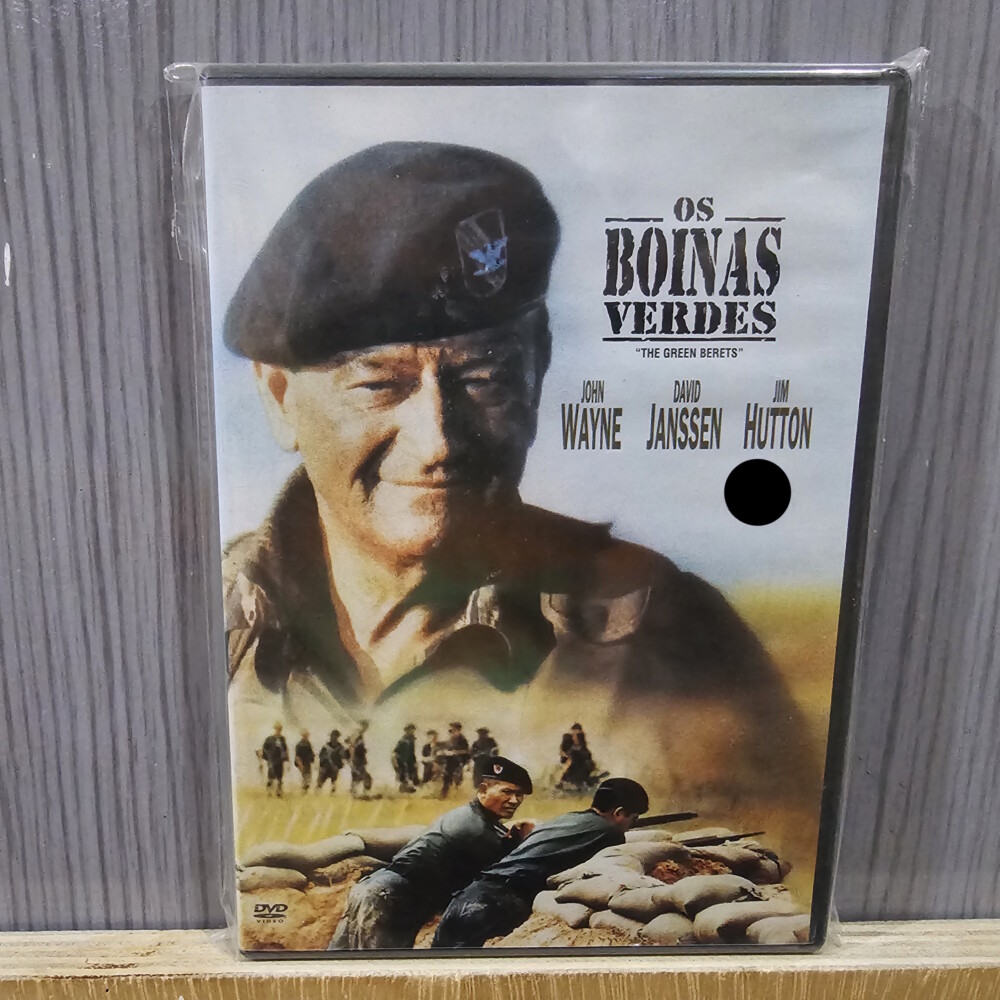 OS
BOINAS
VERDES
"THE GREEN BERETS"
JOHN DAVID JIM
WAYNE JANSSEN HUTTON
DVD
VIDEO